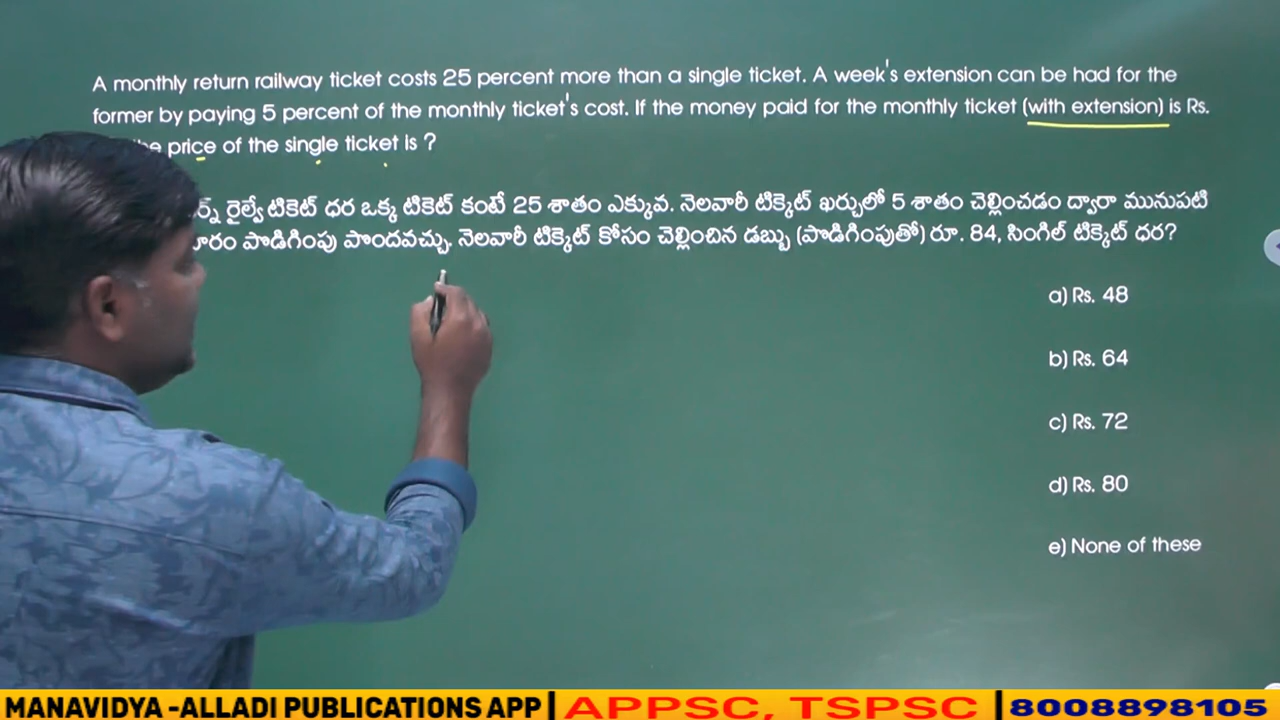 A monthly return railway ticket costs 25 percent more than a single ticket. A week's extension can be had for the
former by paying 5 percent of the monthly ticket's cost. If the money paid for the monthly ticket (with extension) is Rs.
price of the single ticket is ?
రైల్వే టికెట్ ధర ఒక్క టికెట్ కంటే 25 శాతం ఎక్కువ. నెలవారీ టిక్కెట్ ఖర్చులో 5 శాతం చెల్లించడం ద్వారా మునుపటి
పొడిగింపు పొందవచ్చు. నెలవారీ టిక్కెట్ కోసం చెల్లించిన డబ్బు (పొడిగింపుతో) రూ. 84, సింగిల్ టిక్కెట్ ధర?
a) Rs. 48
b) Rs. 64
c) Rs. 72
d) Rs. 80
e) None of these
MANAVIDYA -ALLADI PUBLICATIONS APP | APPSC, TSPSC | 8008898105